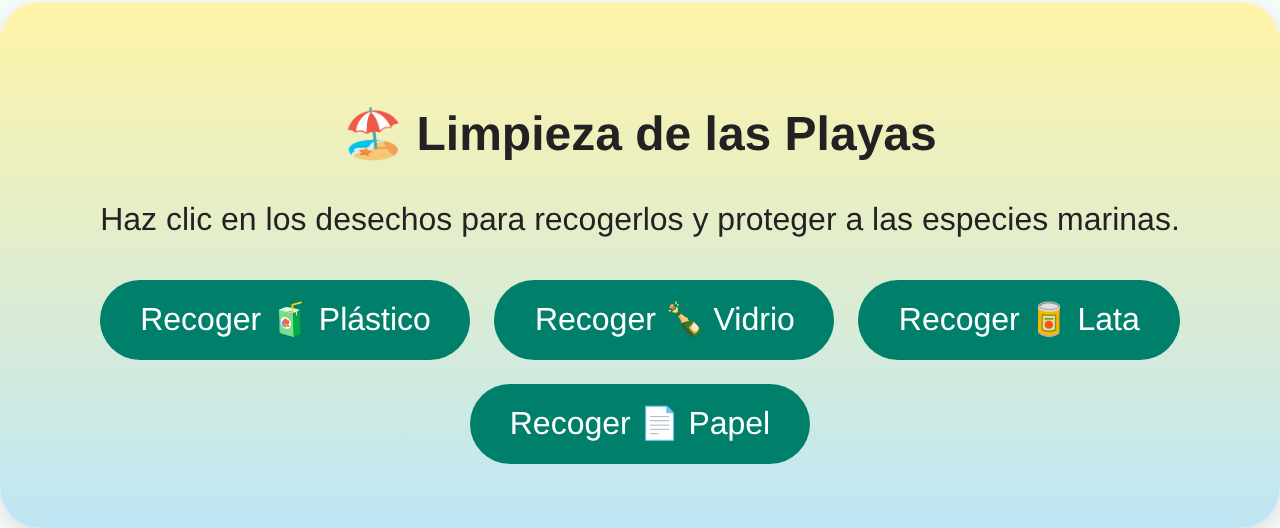 🏖️ Limpieza de las Playas
Haz clic en los desechos para recogerlos y proteger a las especies marinas.
Recoger 🧃 Plástico
Recoger 🍾 Vidrio
Recoger 🥫 Lata
Recoger 📄 Papel